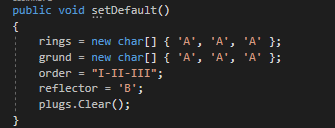 public void setDefault()
{
rings = new char[] { 'A', 'A', 'A' };
grund = new char[] { 'A', 'A', 'A' };
order = "I-II-III";
reflector = 'B';
plugs.Clear();
}